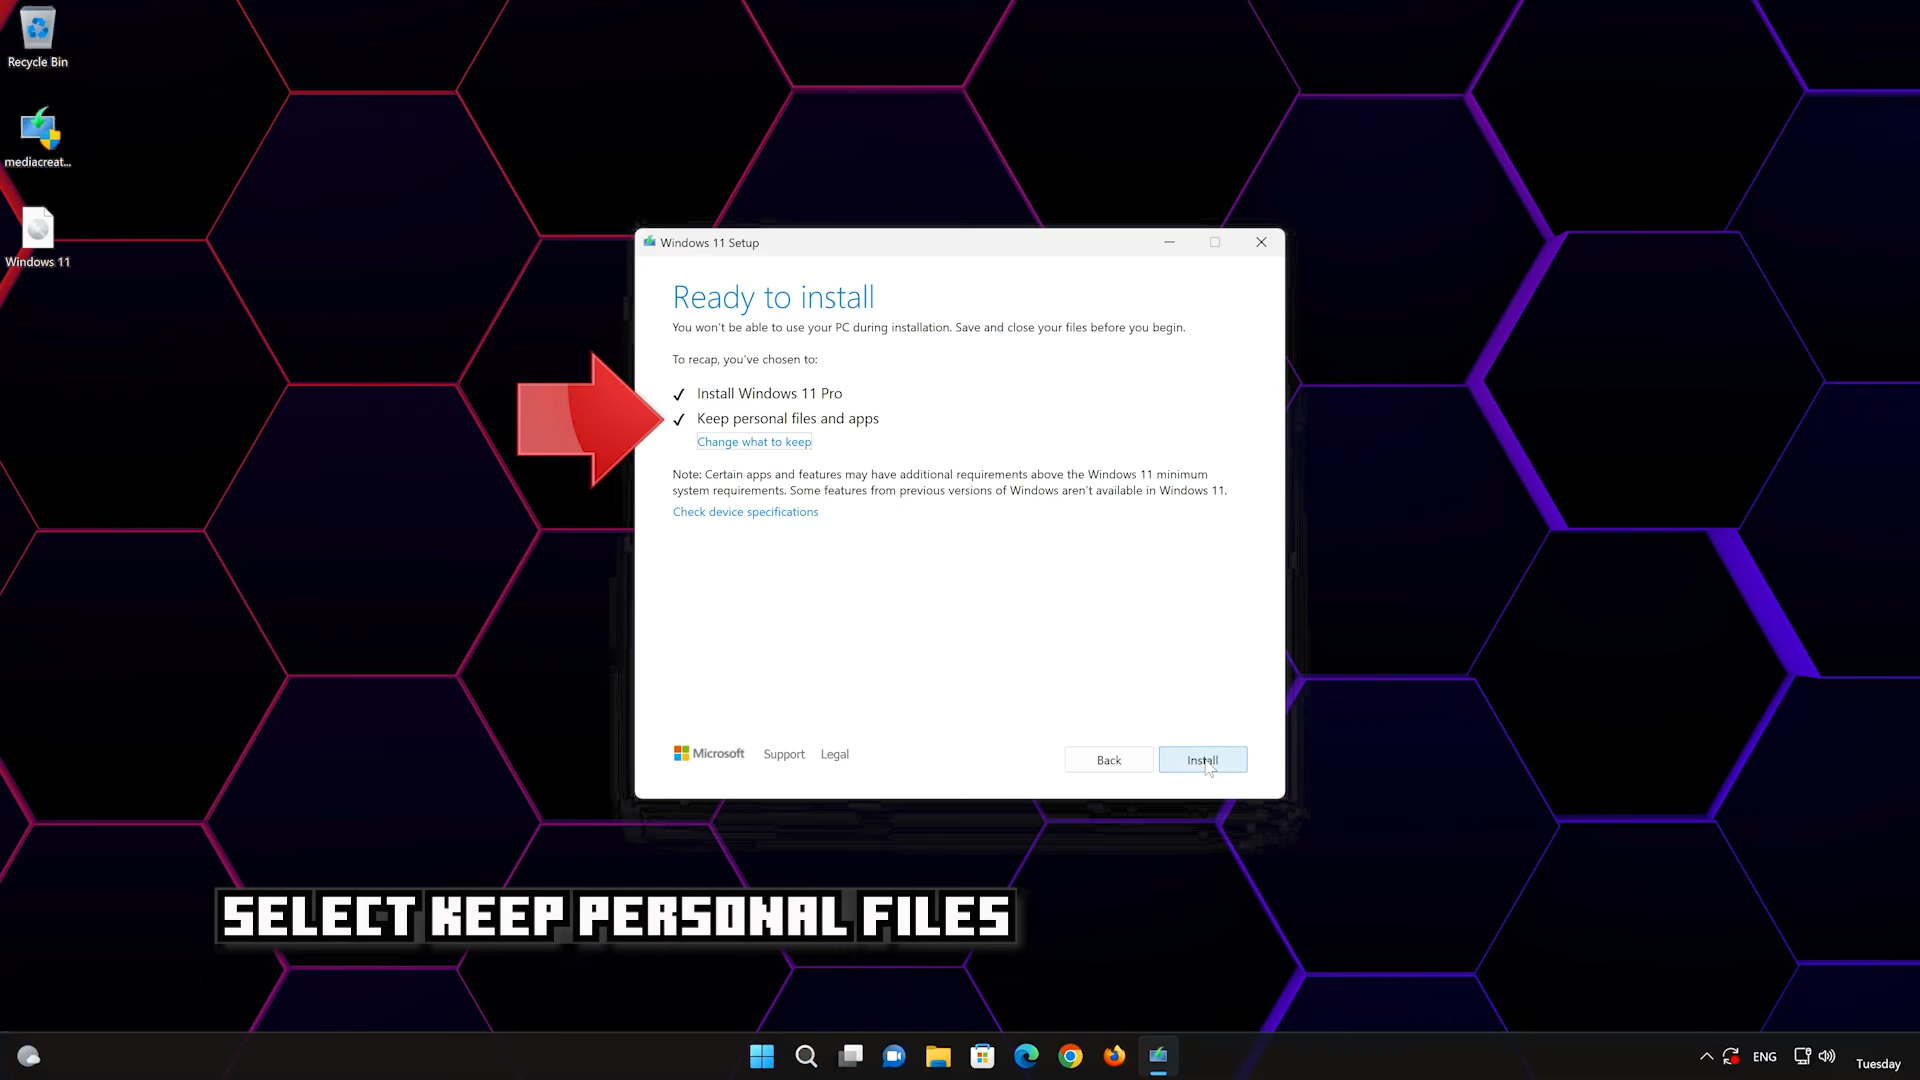 Recycle Bin
mediacreat...
Windows 11
Windows 11 Setup
Ready to install
You won't be able to use your PC during installation. Save and close your files before you begin.
To recap, you've chosen to:
Install Windows 11 Pro
Keep personal files and apps
Change what to keep
Note: Certain apps and features may have additional requirements above the Windows 11 minimum
system requirements. Some features from previous versions of Windows aren't available in Windows 11.
Check device specifications
Microsoft Support Legal
Back Install
SELECT KEEP PERSONAL FILES
ENG
Tuesday